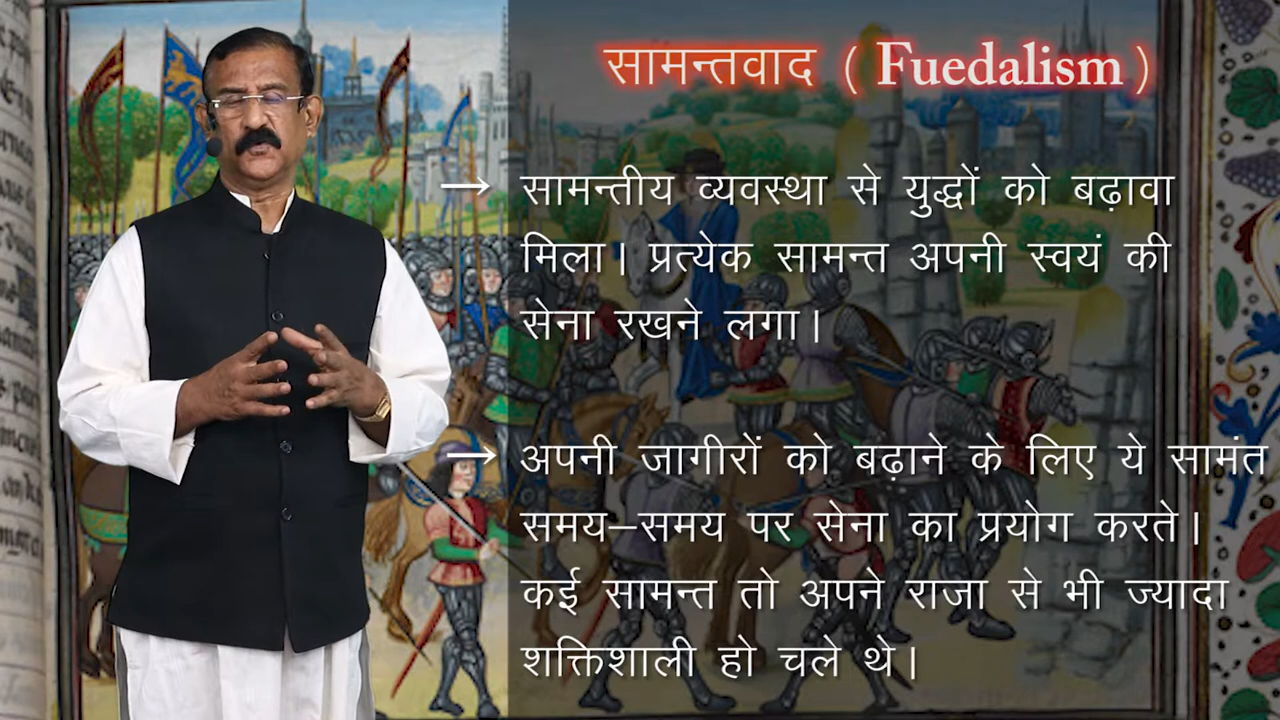 सामन्तवाद ( Fuedalism )
→ सामन्तीय व्यवस्था से युद्धों को बढ़ावा
मिला। प्रत्येक सामन्त अपनी स्वयं की
सेना रखने लगा।
→ अपनी जागीरों को बढ़ाने के लिए ये सामंत
समय–समय पर सेना का प्रयोग करते।
कई सामन्त तो अपने राजा से भी ज्यादा
शक्तिशाली हो चले थे।